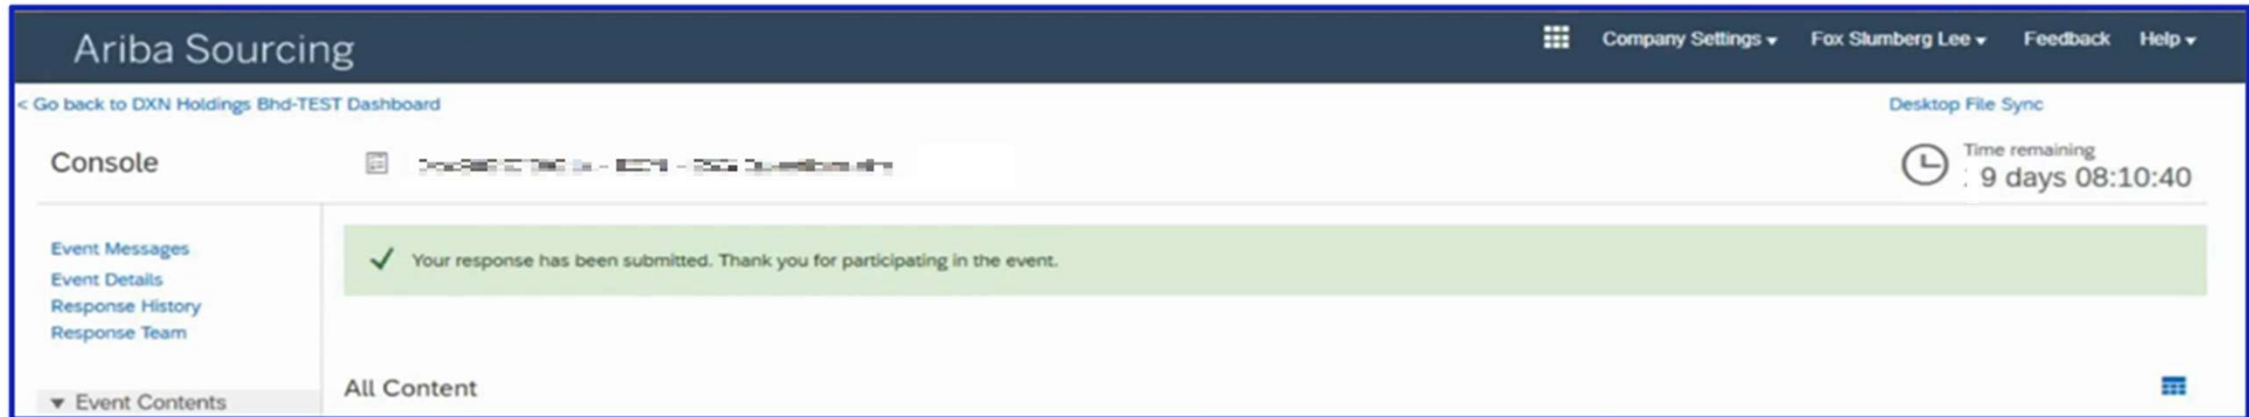 Ariba Sourcing
Company Settings
Fox Slumberg Lee
Feedback
Help
< Go back to DXN Holdings Bhd-TEST Dashboard
Desktop File Sync
Console
Time remaining
9 days 08:10:40
Event Messages
Event Details
Response History
Response Team
Your response has been submitted. Thank you for participating in the event.
Event Contents
All Content